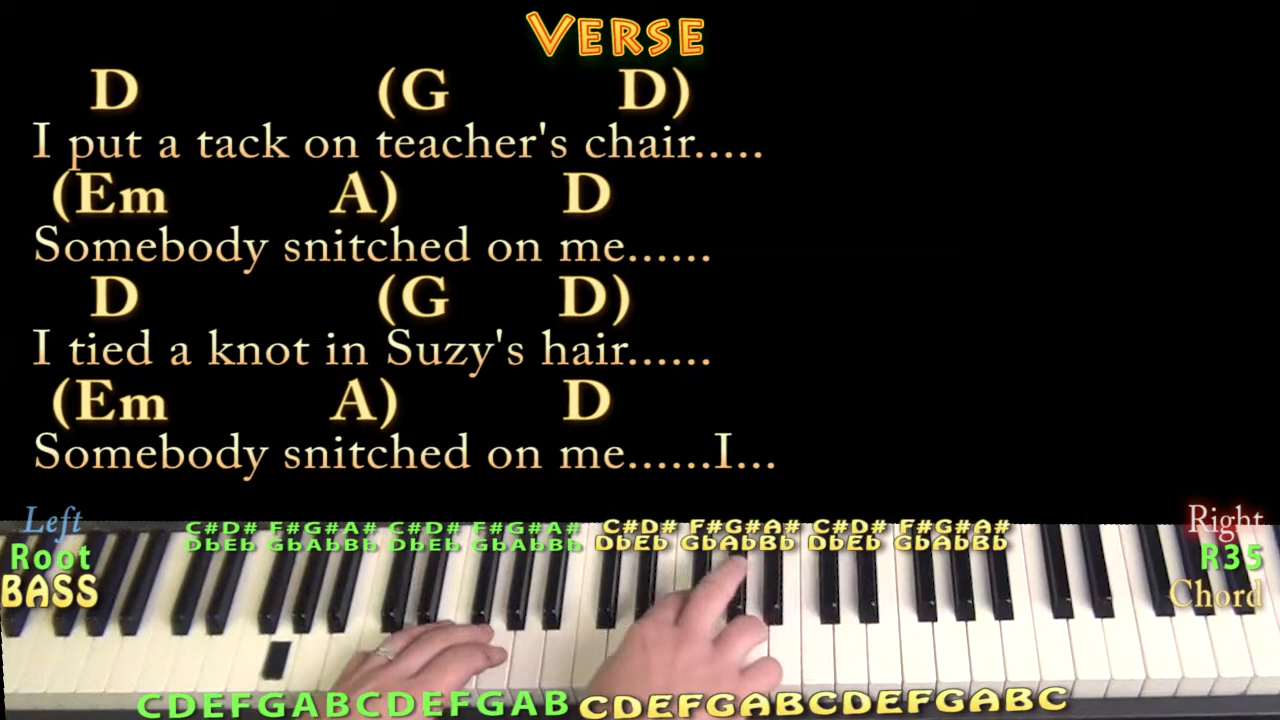 VERSE
D (G D)
I put a tack on teacher's chair.....
(Em A) D
Somebody snitched on me......
D (G D)
I tied a knot in Suzy's hair......
(Em A) D
Somebody snitched on me......I...
Left
Root
BASS
C#D# F#G#A# C#D# F#G#A# C#D# F#G#A# C#D# F#G#A#
DbEb GbAbBb DbEb GbAbBb DbEb GbAbBb DbEb GbAbBb
Right
R35
Chord
CDEFGABCDEFGAB CDEFGABCDEFGABC